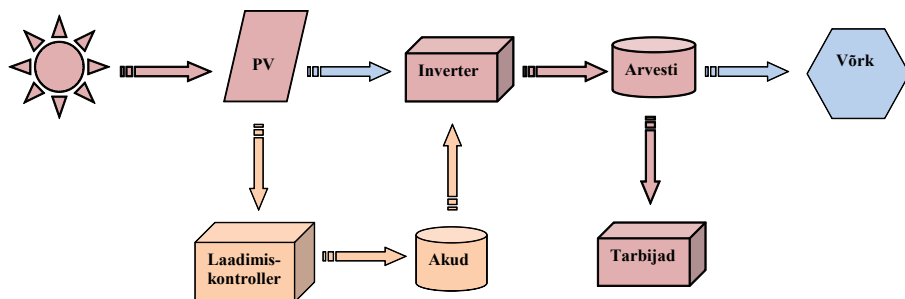 PV
Inverter
Arvesti
Võrk
Laadimis-
kontroller
Akud
Tarbijad